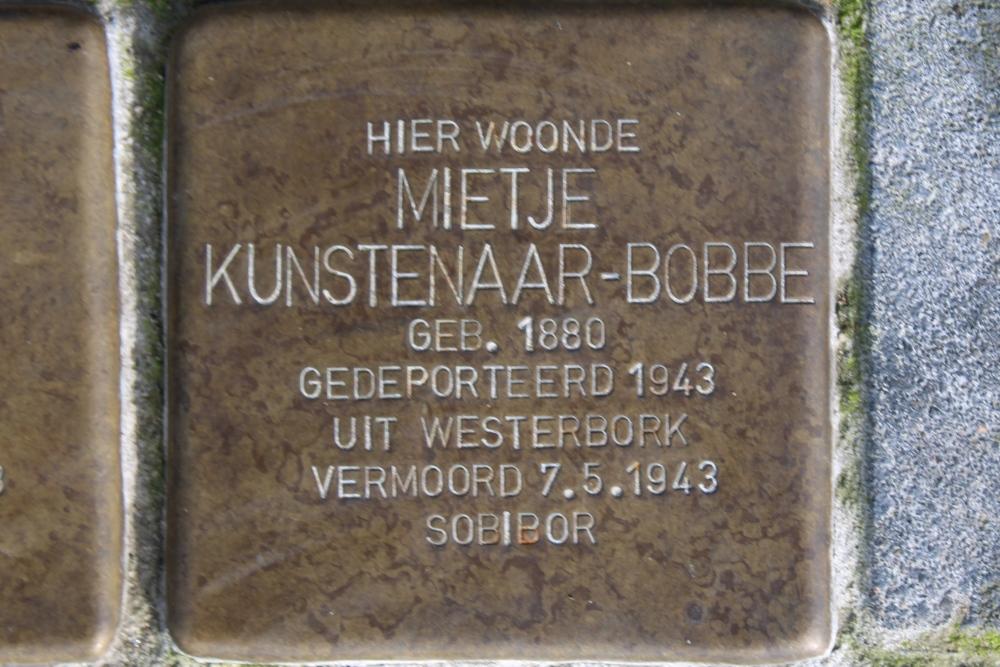 HIER WOONDE
MIETJE
KUNSTENAAR-BOBBE
GEB. 1880
GEDEPORTEERD 1943
UIT WESTERBORK
VERMOORD 7.5.1943
SOBIBOR